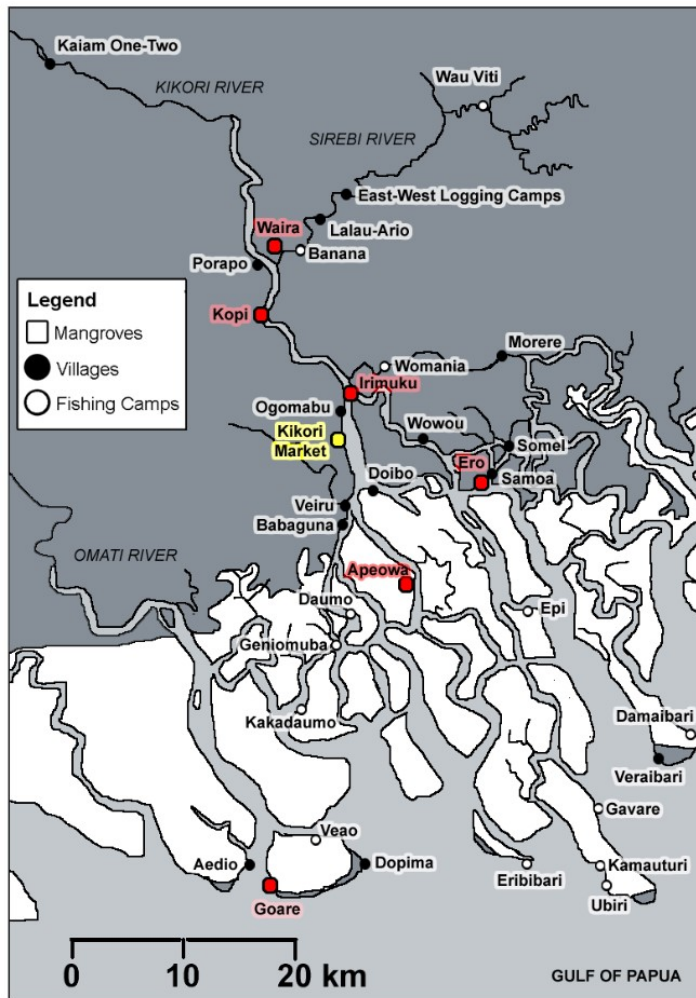 Kaiam One-Two
KIKORI RIVER
Wau Viti
SIREBI RIVER
East-West Logging Camps
Waira
Lalau-Ario
Banana
Porapo
Legend
Mangroves
Villages
Fishing Camps
Kopi
Morere
Womania
Irimuku
Ogomabu
Kikori
Market
Wowou
Somel
Ero
Samoa
Doibo
Veiru
Babaguna
OMATI RIVER
Apeowa
Daumo
Epi
Geniomuba
Kakadaumo
Damaibari
Veraibari
Gavare
Veao
Aedio
Dopima
Eribibari
Kamauturi
Ubiri
Goare
0 10 20 km
GULF OF PAPUA